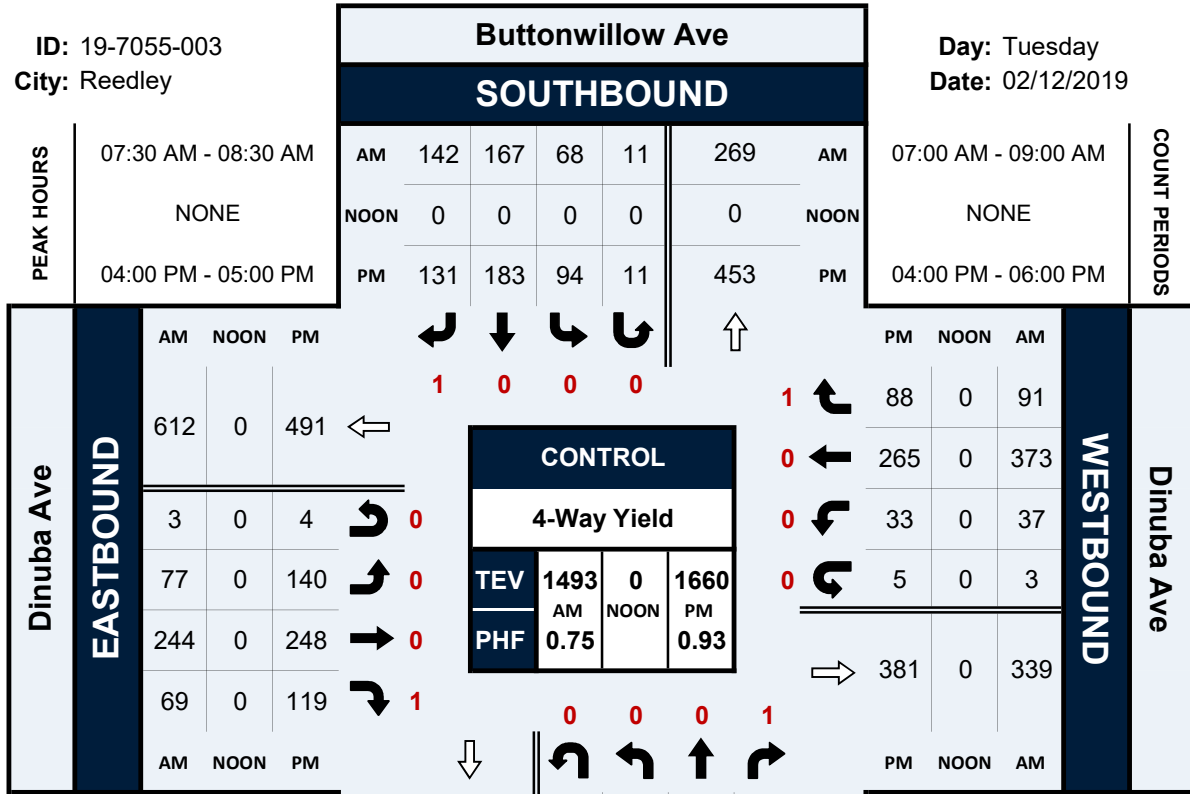 ID: 19-7055-003
City: Reedley
Buttonwillow Ave
SOUTHBOUND
Day: Tuesday
Date: 02/12/2019
PEAK HOURS
07:30 AM - 08:30 AM
NONE
04:00 PM - 05:00 PM
AM 142 167 68 11 269 AM
NOON 0 0 0 0 0 NOON
PM 131 183 94 11 453 PM
07:00 AM - 09:00 AM
NONE
04:00 PM - 06:00 PM
COUNT PERIODS
1 0 0 0
Dinuba Ave
EASTBOUND
AM NOON PM
612 0 491
3 0 4 0
77 0 140 0
244 0 248 0
69 0 119 1
AM NOON PM
CONTROL
4-Way Yield
TEV 1493 0 1660
AM NOON PM
PHF 0.75 0.93
PM NOON AM
1 88 0 91
0 265 0 373
0 33 0 37
0 5 0 3
381 0 339
PM NOON AM
WESTBOUND
Dinuba Ave
0 0 0 1